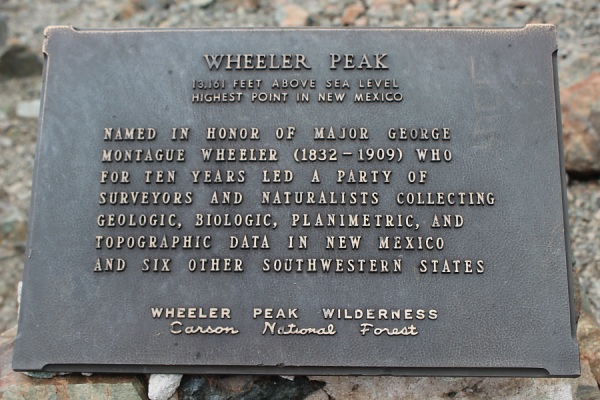 WHEELER PEAK
13,161 FEET ABOVE SEA LEVEL
HIGHEST POINT IN NEW MEXICO
NAMED IN HONOR OF MAJOR GEORGE
MONTAGUE WHEELER (1832-1909) WHO
FOR TEN YEARS LED A PARTY OF
SURVEYORS AND NATURALISTS COLLECTING
GEOLOGIC, BIOLOGIC, PLANIMETRIC, AND
TOPOGRAPHIC DATA IN NEW MEXICO
AND SIX OTHER SOUTHWESTERN STATES
WHEELER PEAK WILDERNESS
Carson National Forest